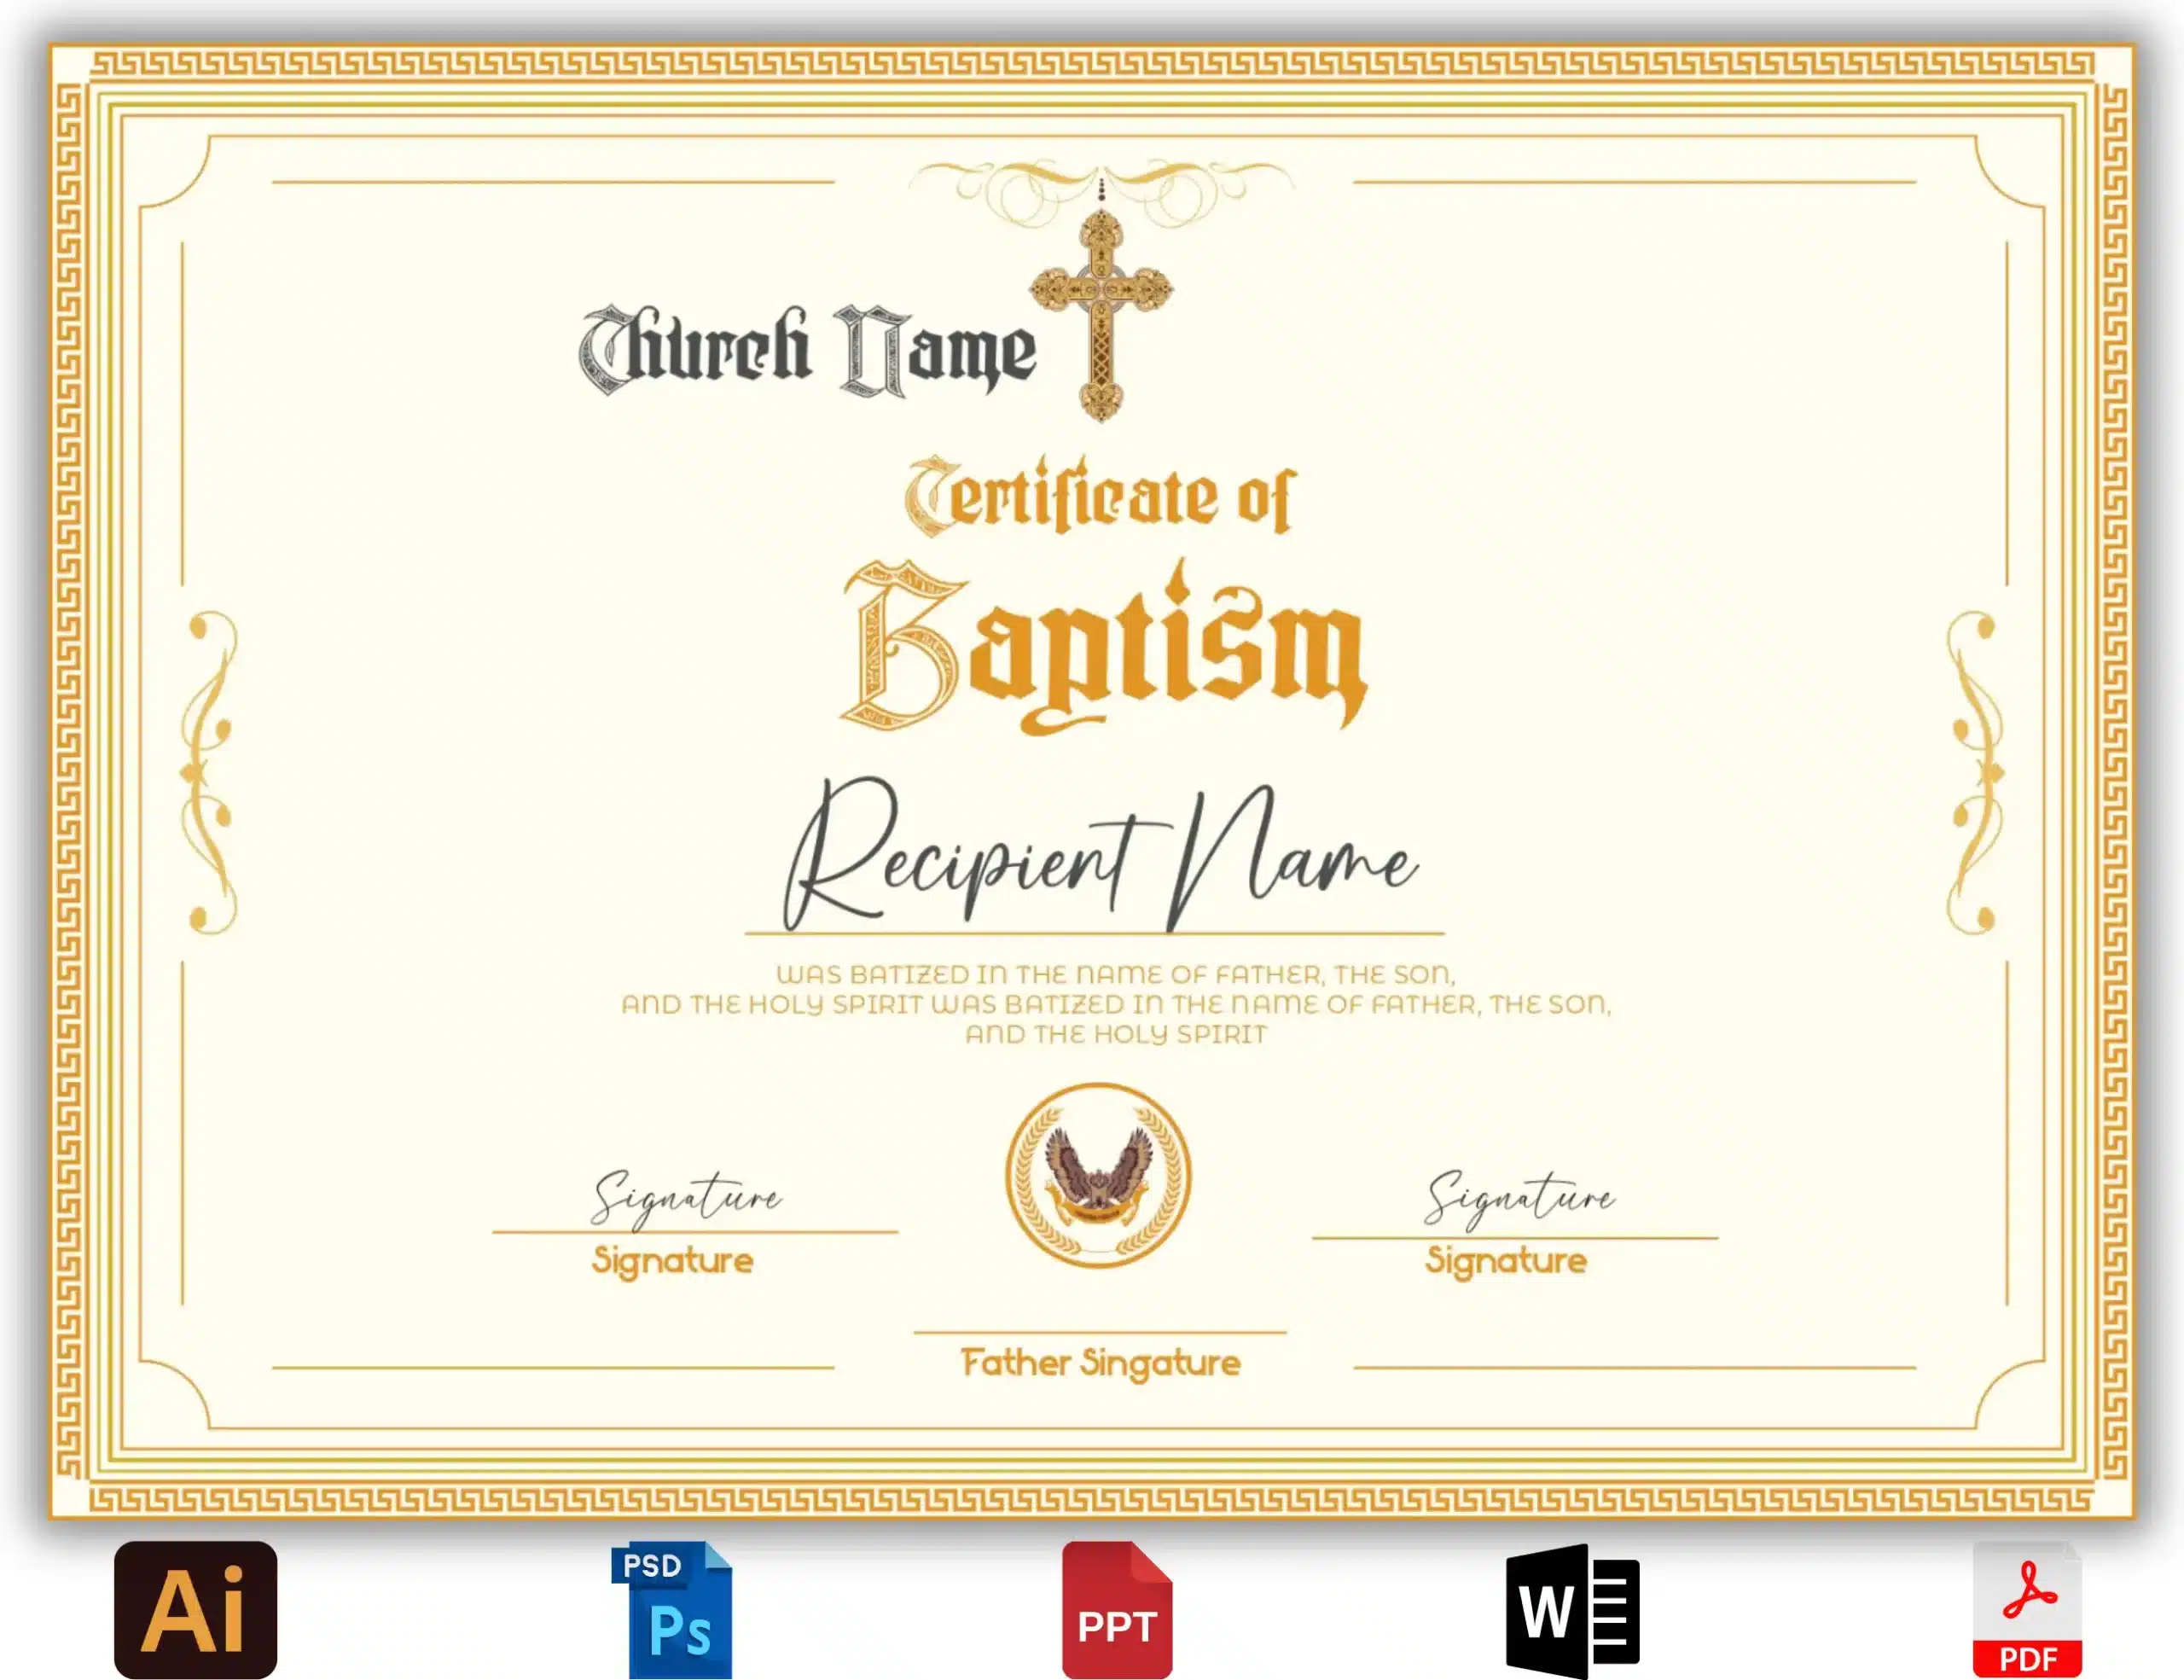 Church Name
Certificate of
Baptism
Recipient Name
WAS BATIZED IN THE NAME OF FATHER, THE SON,
AND THE HOLY SPIRIT WAS BATIZED IN THE NAME OF FATHER, THE SON,
AND THE HOLY SPIRIT
Signature
Signature
Signature
Signature
Father Singature
Ai
PSD
Ps
PPT
W
PDF